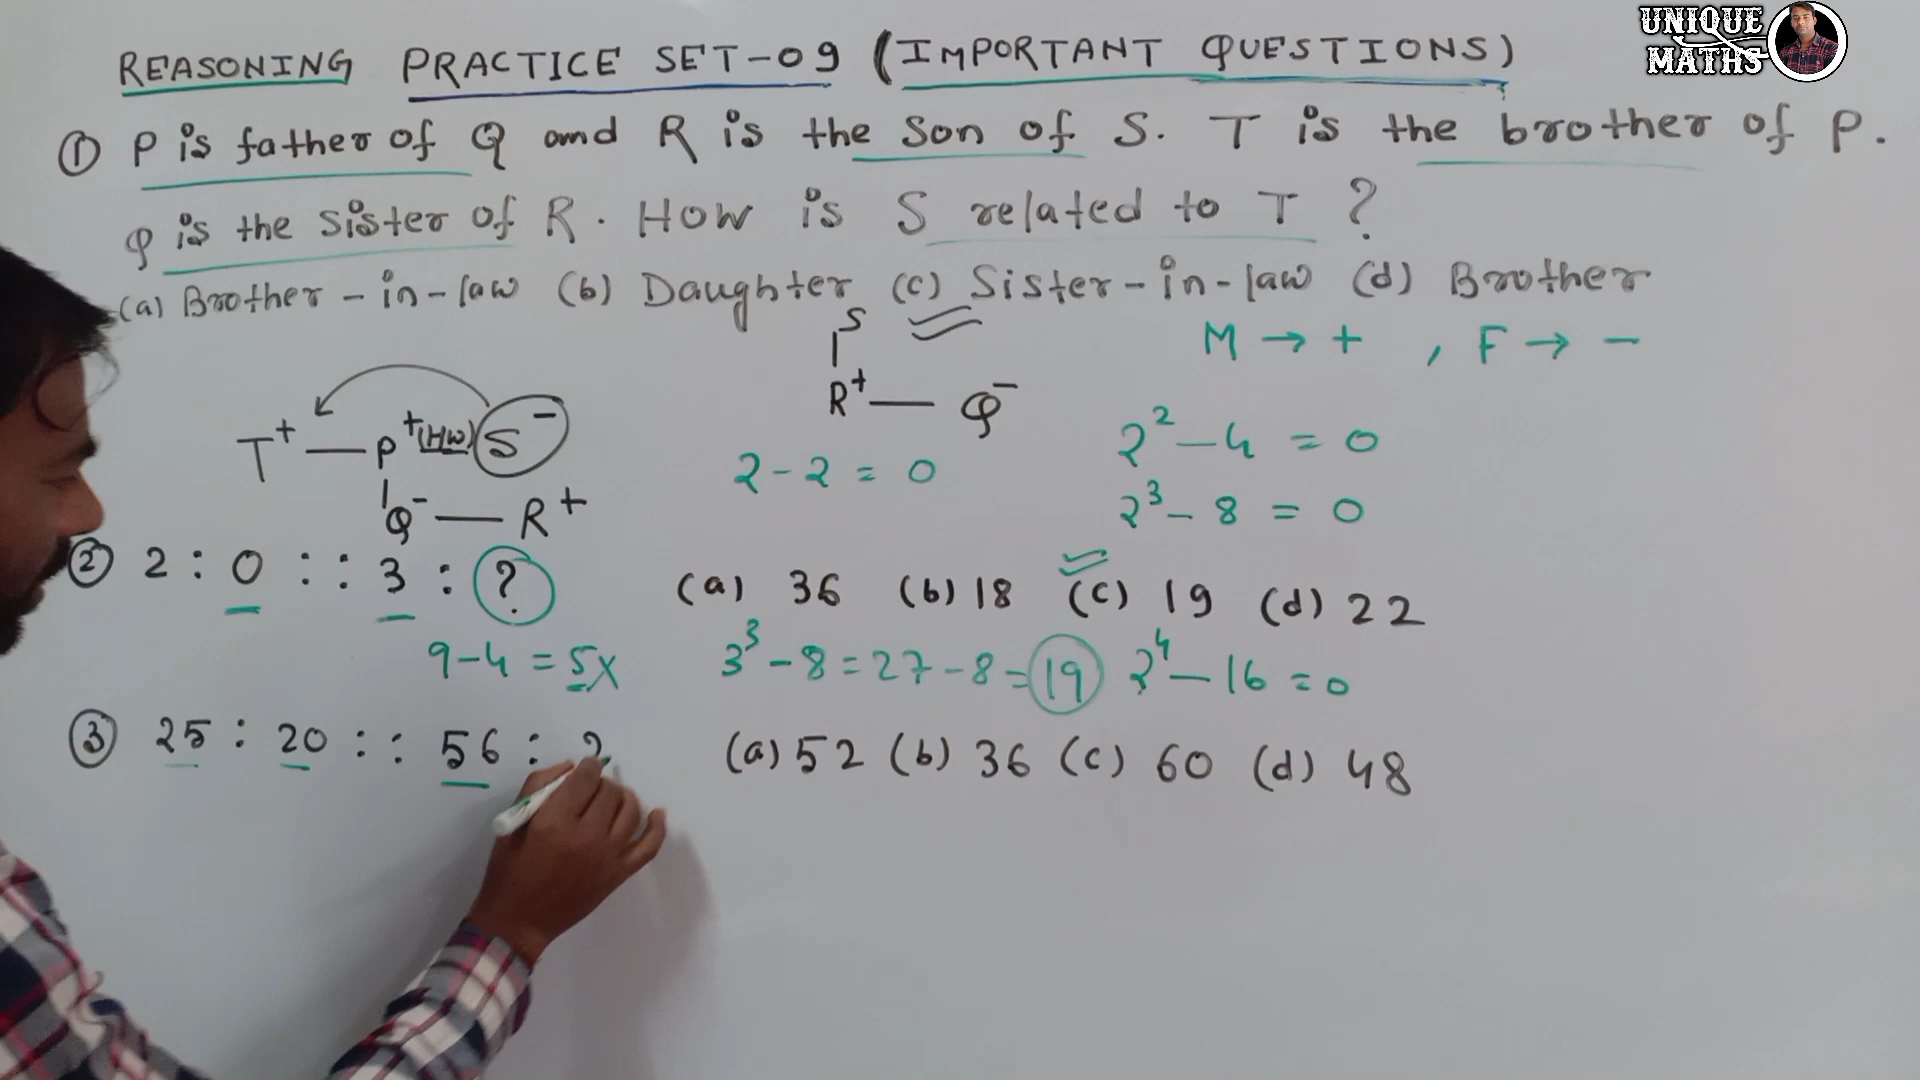 UNIQUE
MATHS
REASONING PRACTICE SET-09 (IMPORTANT QUESTIONS)
① P is father of Q and R is the son of S. T is the brother of P.
Q is the sister of R. How is S related to T ?
(a) Brother-in-law (b) Daughter (c) Sister-in-law (d) Brother
M → + , F → −
S
R⁺ — Q⁻
T⁺ — P⁺ (HW) S⁻
Q⁻ — R⁺
2 - 2 = 0
2² - 4 = 0
2³ - 8 = 0
② 2 : 0 : : 3 : ? (a) 36 (b) 18 (c) 19 (d) 22
9 - 4 = 5 X 3³ - 8 = 27 - 8 = 19 2⁴ - 16 = 0
③ 25 : 20 : : 56 : ? (a) 52 (b) 36 (c) 60 (d) 48